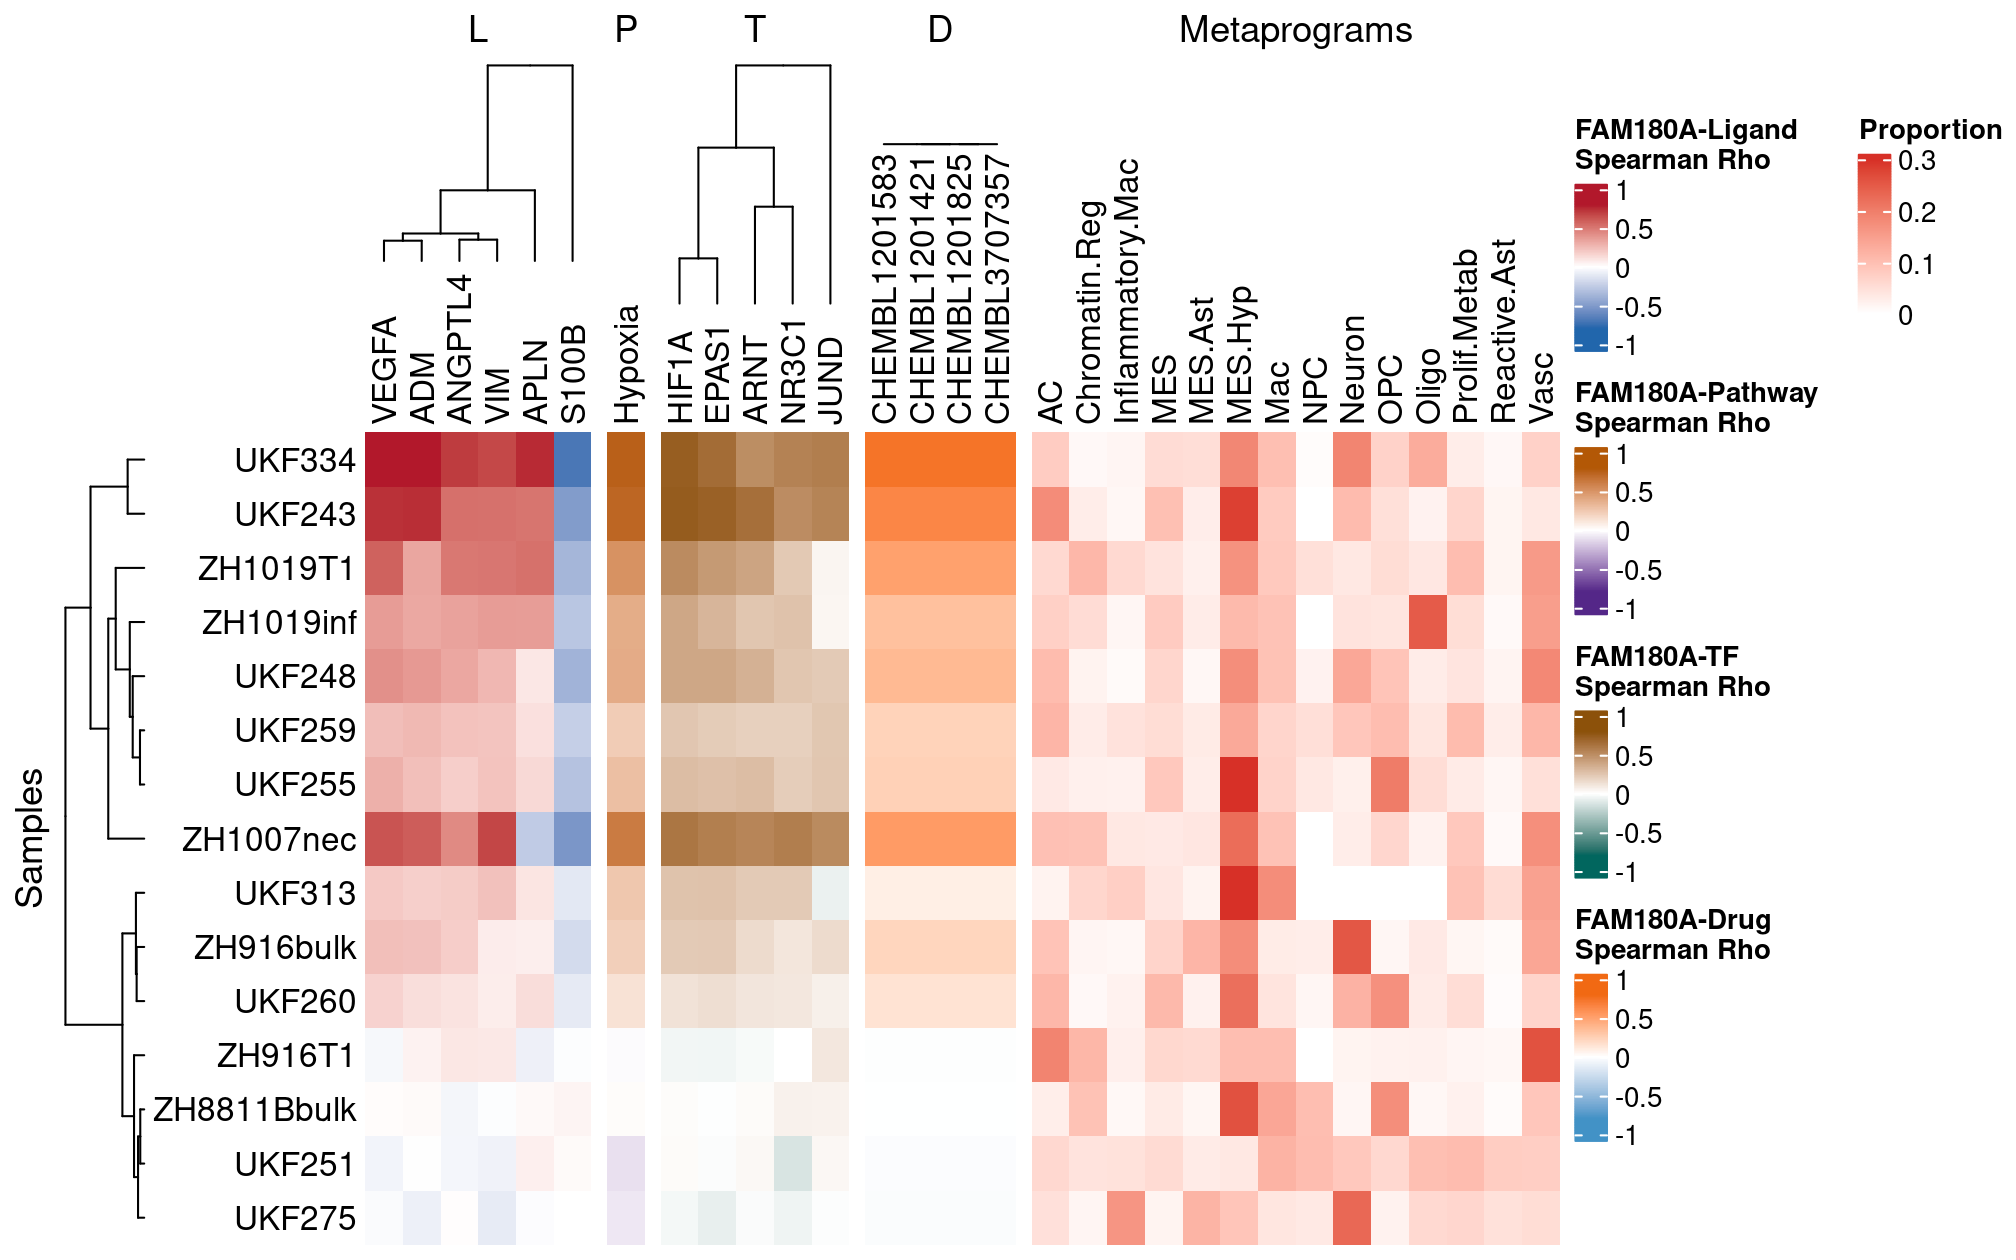 L P T D Metaprograms
VEGFA
ADM
ANGPTL4
VIM
APLN
S100B
Hypoxia
HIF1A
EPAS1
ARNT
NR3C1
JUND
CHEMBL1201583
CHEMBL1201421
CHEMBL1201825
CHEMBL3707357
AC
Chromatin.Reg
Inflammatory.Mac
MES
MES.Ast
MES.Hyp
Mac
NPC
Neuron
OPC
Oligo
Prolif.Metab
Reactive.Ast
Vasc
Samples
UKF334
UKF243
ZH1019T1
ZH1019inf
UKF248
UKF259
UKF255
ZH1007nec
UKF313
ZH916bulk
UKF260
ZH916T1
ZH8811Bbulk
UKF251
UKF275
FAM180A-Ligand
Spearman Rho
1
0.5
0
-0.5
-1
FAM180A-Pathway
Spearman Rho
1
0.5
0
-0.5
-1
FAM180A-TF
Spearman Rho
1
0.5
0
-0.5
-1
FAM180A-Drug
Spearman Rho
1
0.5
0
-0.5
-1
Proportion
0.3
0.2
0.1
0